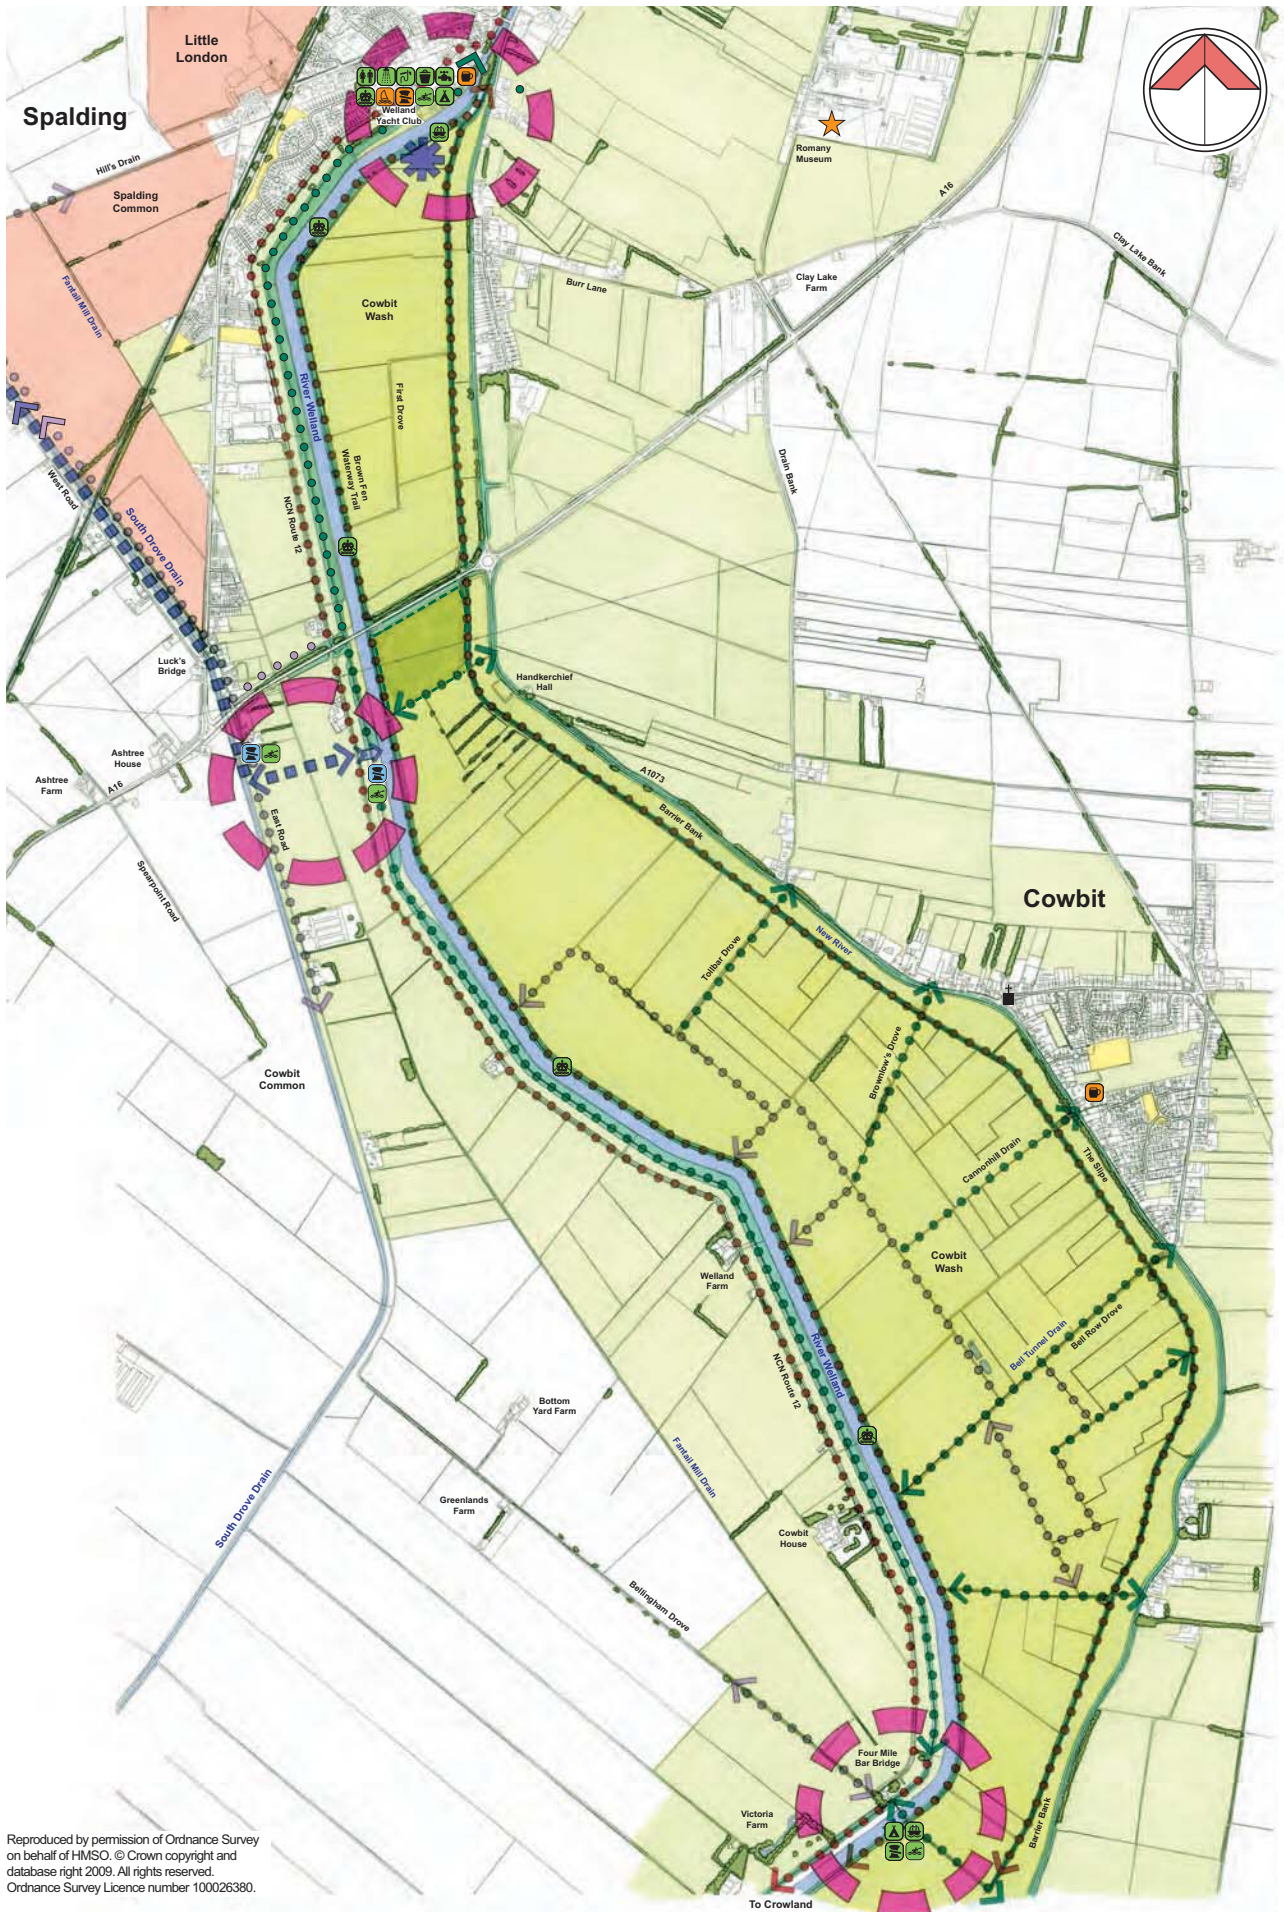 Little
London
Spalding
Welland
Yacht Club
Romany
Museum
Hill's Drain
A16
Spalding
Common
Clay Lake Bank
Clay Lake
Farm
Burr Lane
Fantail Mill Drain
Cowbit
Wash
River Welland
First Drove
Brown Fen
Waterway Trail
Drain Bank
West Road
NCN Route 12
South Drove Drain
Luck's
Bridge
Handkerchief
Hall
Ashtree
House
Ashtree
Farm
A16
A1073
Barrier Bank
East Road
Spearpoint Road
Cowbit
Tollbar Drove
New River
Brownlow's Drove
Cowbit
Common
Cannonhill Drain
The Slipe
Cowbit
Wash
Welland
Farm
Bell Tunnel Drain
Bell Row Drove
River Welland
NCN Route 12
Bottom
Yard Farm
Fantail Mill Drain
Greenlands
Farm
South Drove Drain
Cowbit
House
Bellingham Drove
Four Mile
Bar Bridge
Victoria
Farm
Barrier Bank
To Crowland
Reproduced by permission of Ordnance Survey
on behalf of HMSO. © Crown copyright and
database right 2009. All rights reserved.
Ordnance Survey Licence number 100026380.